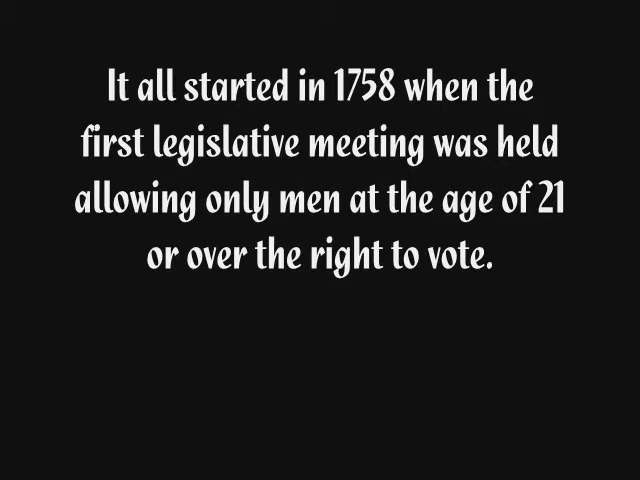 It all started in 1758 when the
first legislative meeting was held
allowing only men at the age of 21
or over the right to vote.